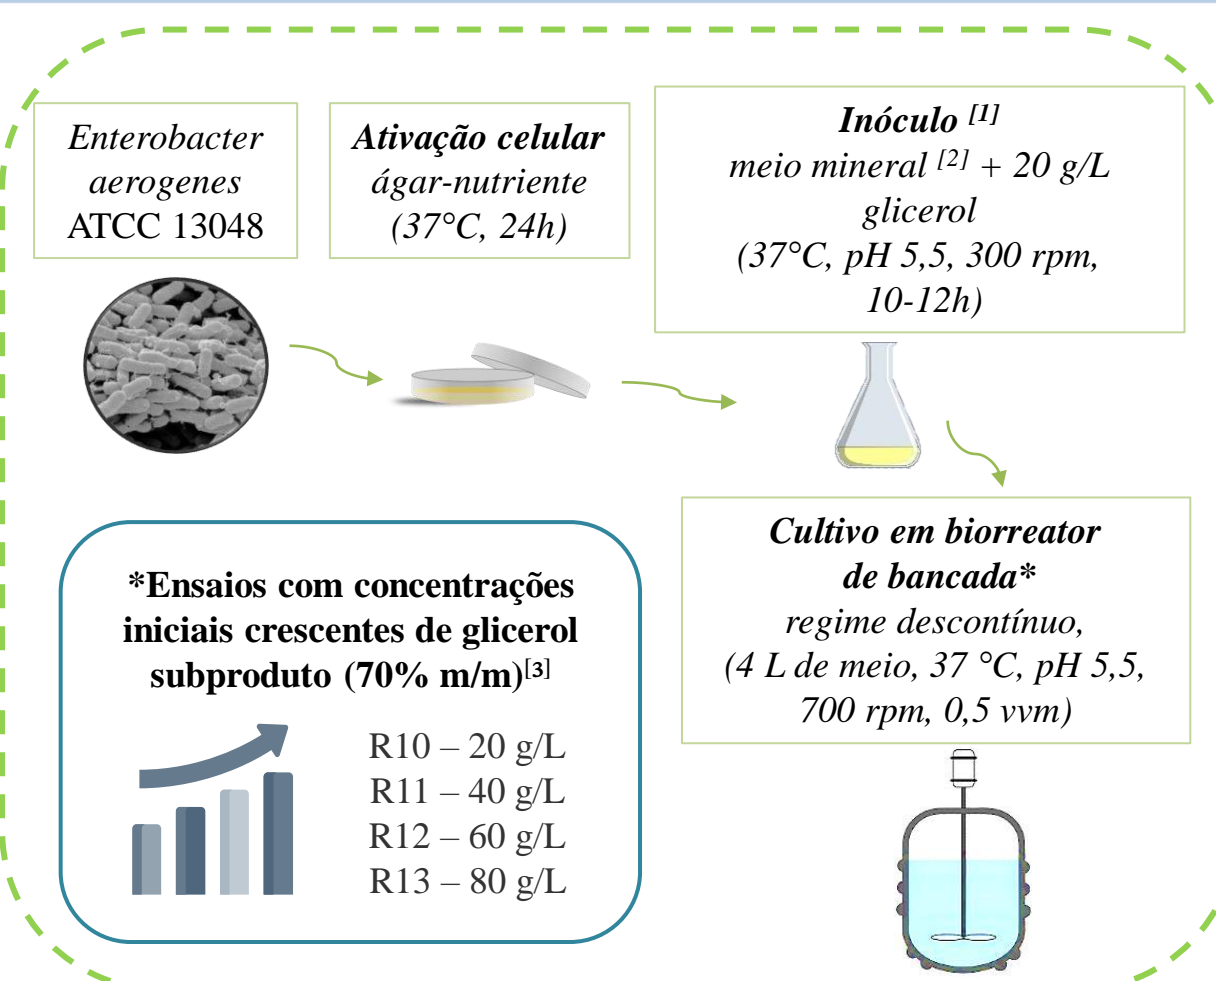 Enterobacter
aerogenes
ATCC 13048
Ativação celular
ágar-nutriente
(37°C, 24h)
Inóculo [1]
meio mineral [2] + 20 g/L
glicerol
(37°C, pH 5,5, 300 rpm,
10-12h)
Cultivo em biorreator
de bancada*
regime descontínuo,
(4 L de meio, 37 °C, pH 5,5,
700 rpm, 0,5 vvm)
*Ensaios com concentrações
iniciais crescentes de glicerol
subproduto (70% m/m)[3]
R10 – 20 g/L
R11 – 40 g/L
R12 – 60 g/L
R13 – 80 g/L